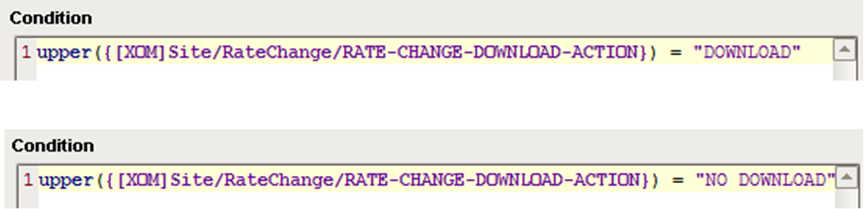 Condition
1 upper({[XOM]Site/RateChange/RATE-CHANGE-DOWNLOAD-ACTION}) = "DOWNLOAD"
Condition
1 upper({[XOM]Site/RateChange/RATE-CHANGE-DOWNLOAD-ACTION}) = "NO DOWNLOAD"